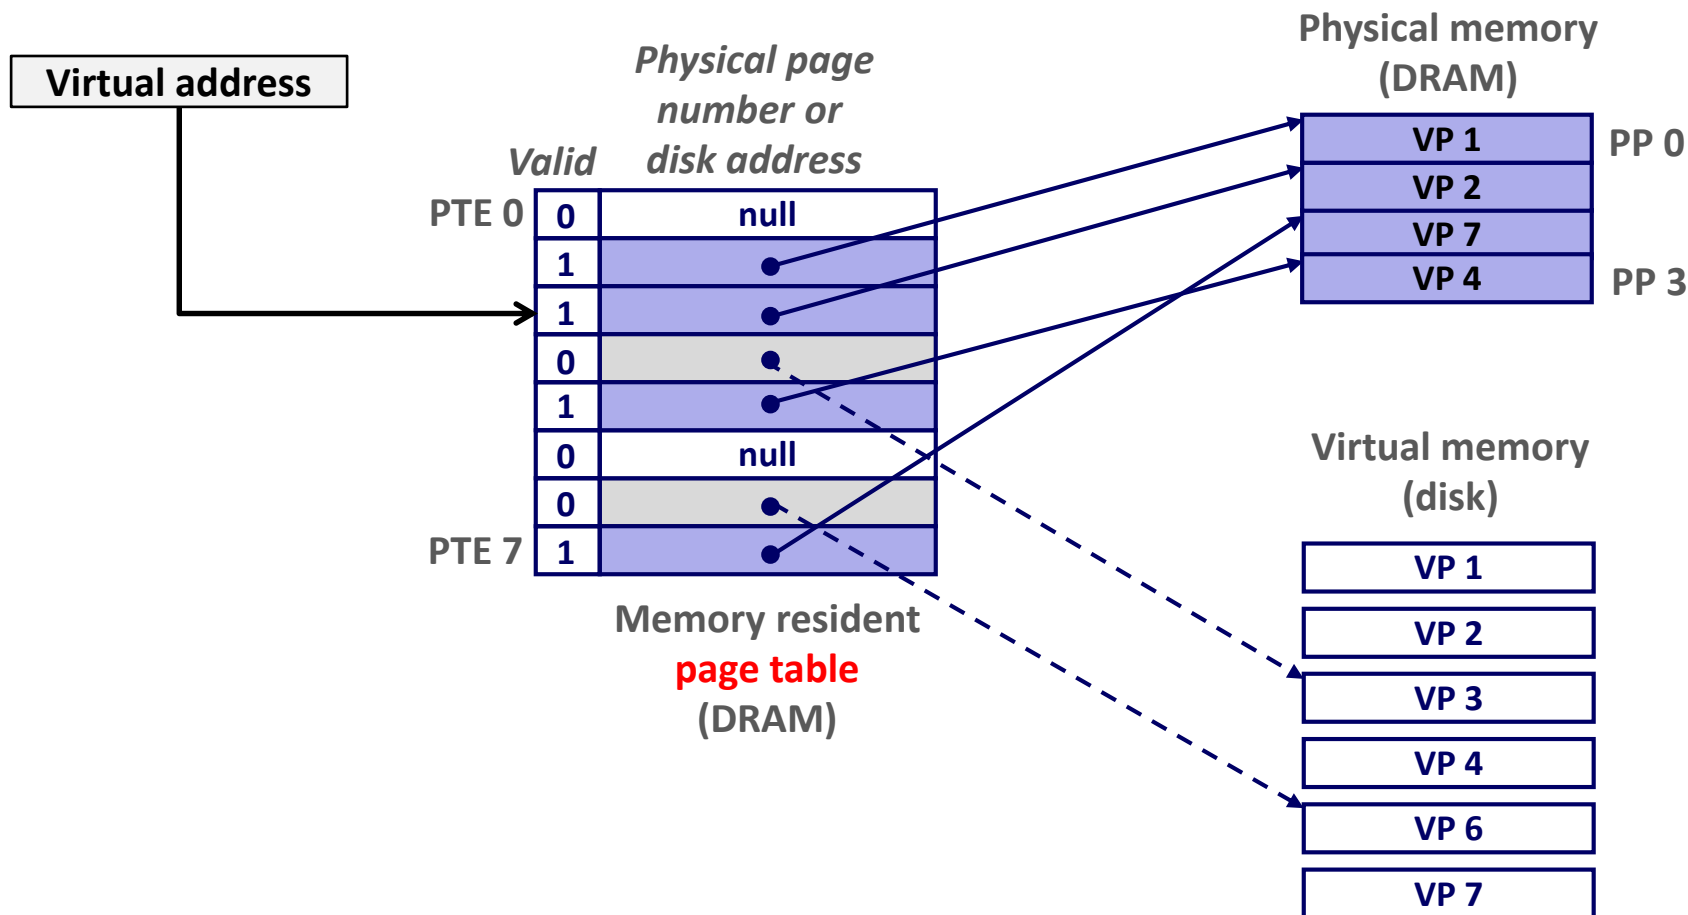 Virtual address
Physical page
number or
disk address
Valid
Physical memory
(DRAM)
VP 1 PP 0
VP 2
VP 7
VP 4 PP 3
PTE 0 0 null
1
1
0
1
0 null
0
PTE 7 1
Memory resident
page table
(DRAM)
Virtual memory
(disk)
VP 1
VP 2
VP 3
VP 4
VP 6
VP 7